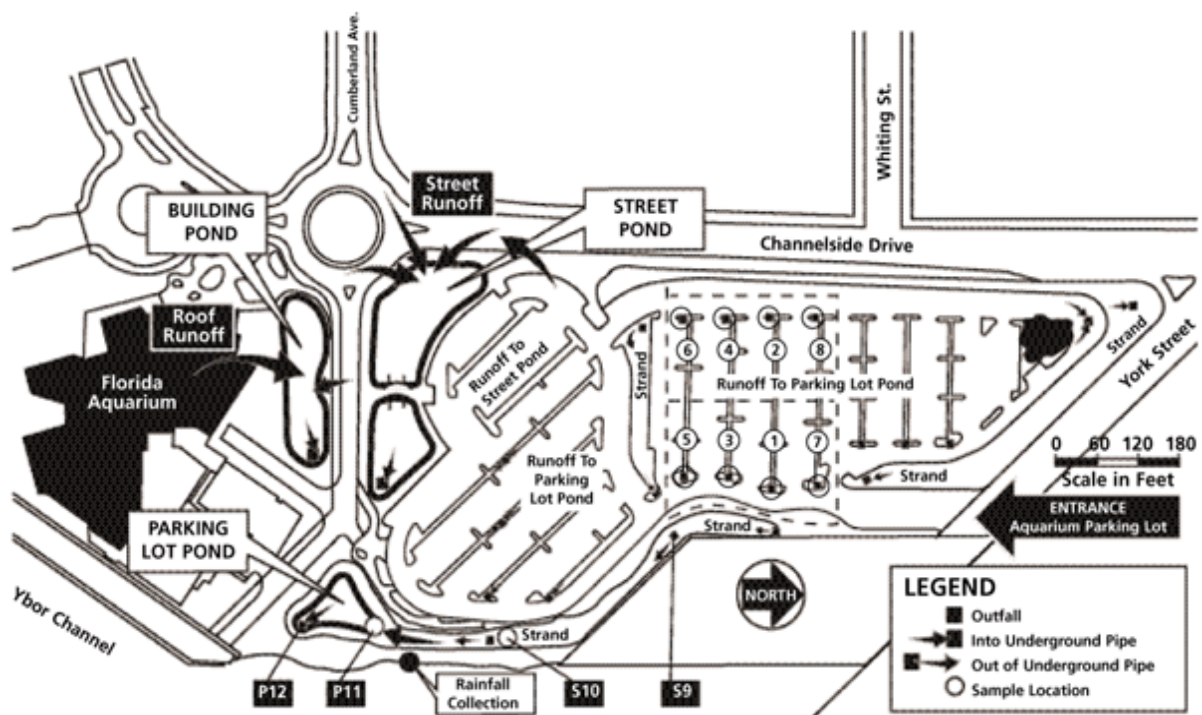 Cumberland Ave.
Whiting St.
Street
Runoff
BUILDING
POND
STREET
POND
Channelside Drive
Roof
Runoff
Florida
Aquarium
Runoff To
Street Pond
Strand
6
4
2
8
Runoff To Parking Lot Pond
5
3
1
7
Strand
York Street
0 60 120 180
Scale in Feet
Runoff To
Parking
Lot Pond
Strand
Strand
ENTRANCE
Aquarium Parking Lot
PARKING
LOT POND
Ybor Channel
NORTH
Strand
P12
P11
Rainfall
Collection
S10
S9
LEGEND
Outfall
Into Underground Pipe
Out of Underground Pipe
Sample Location